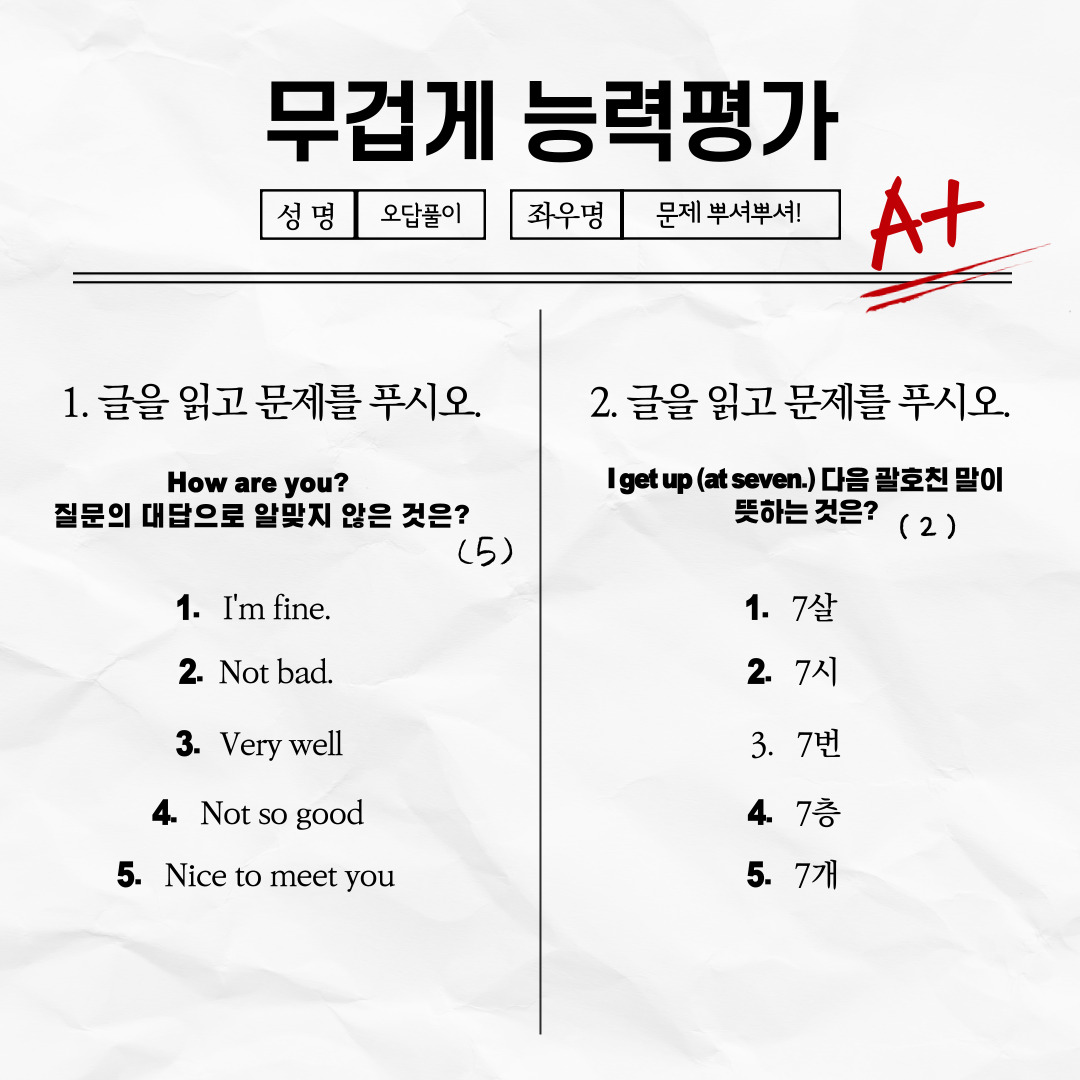 무겁게 능력평가
성 명 오답풀이 좌우명 문제 뿌셔뿌셔!
A+
1. 글을 읽고 문제를 푸시오.
How are you?
질문의 대답으로 알맞지 않은 것은?
(5)
1. I'm fine.
2. Not bad.
3. Very well
4. Not so good
5. Nice to meet you
2. 글을 읽고 문제를 푸시오.
I get up (at seven.) 다음 괄호친 말이
뜻하는 것은?
(2)
1. 7살
2. 7시
3. 7번
4. 7층
5. 7개